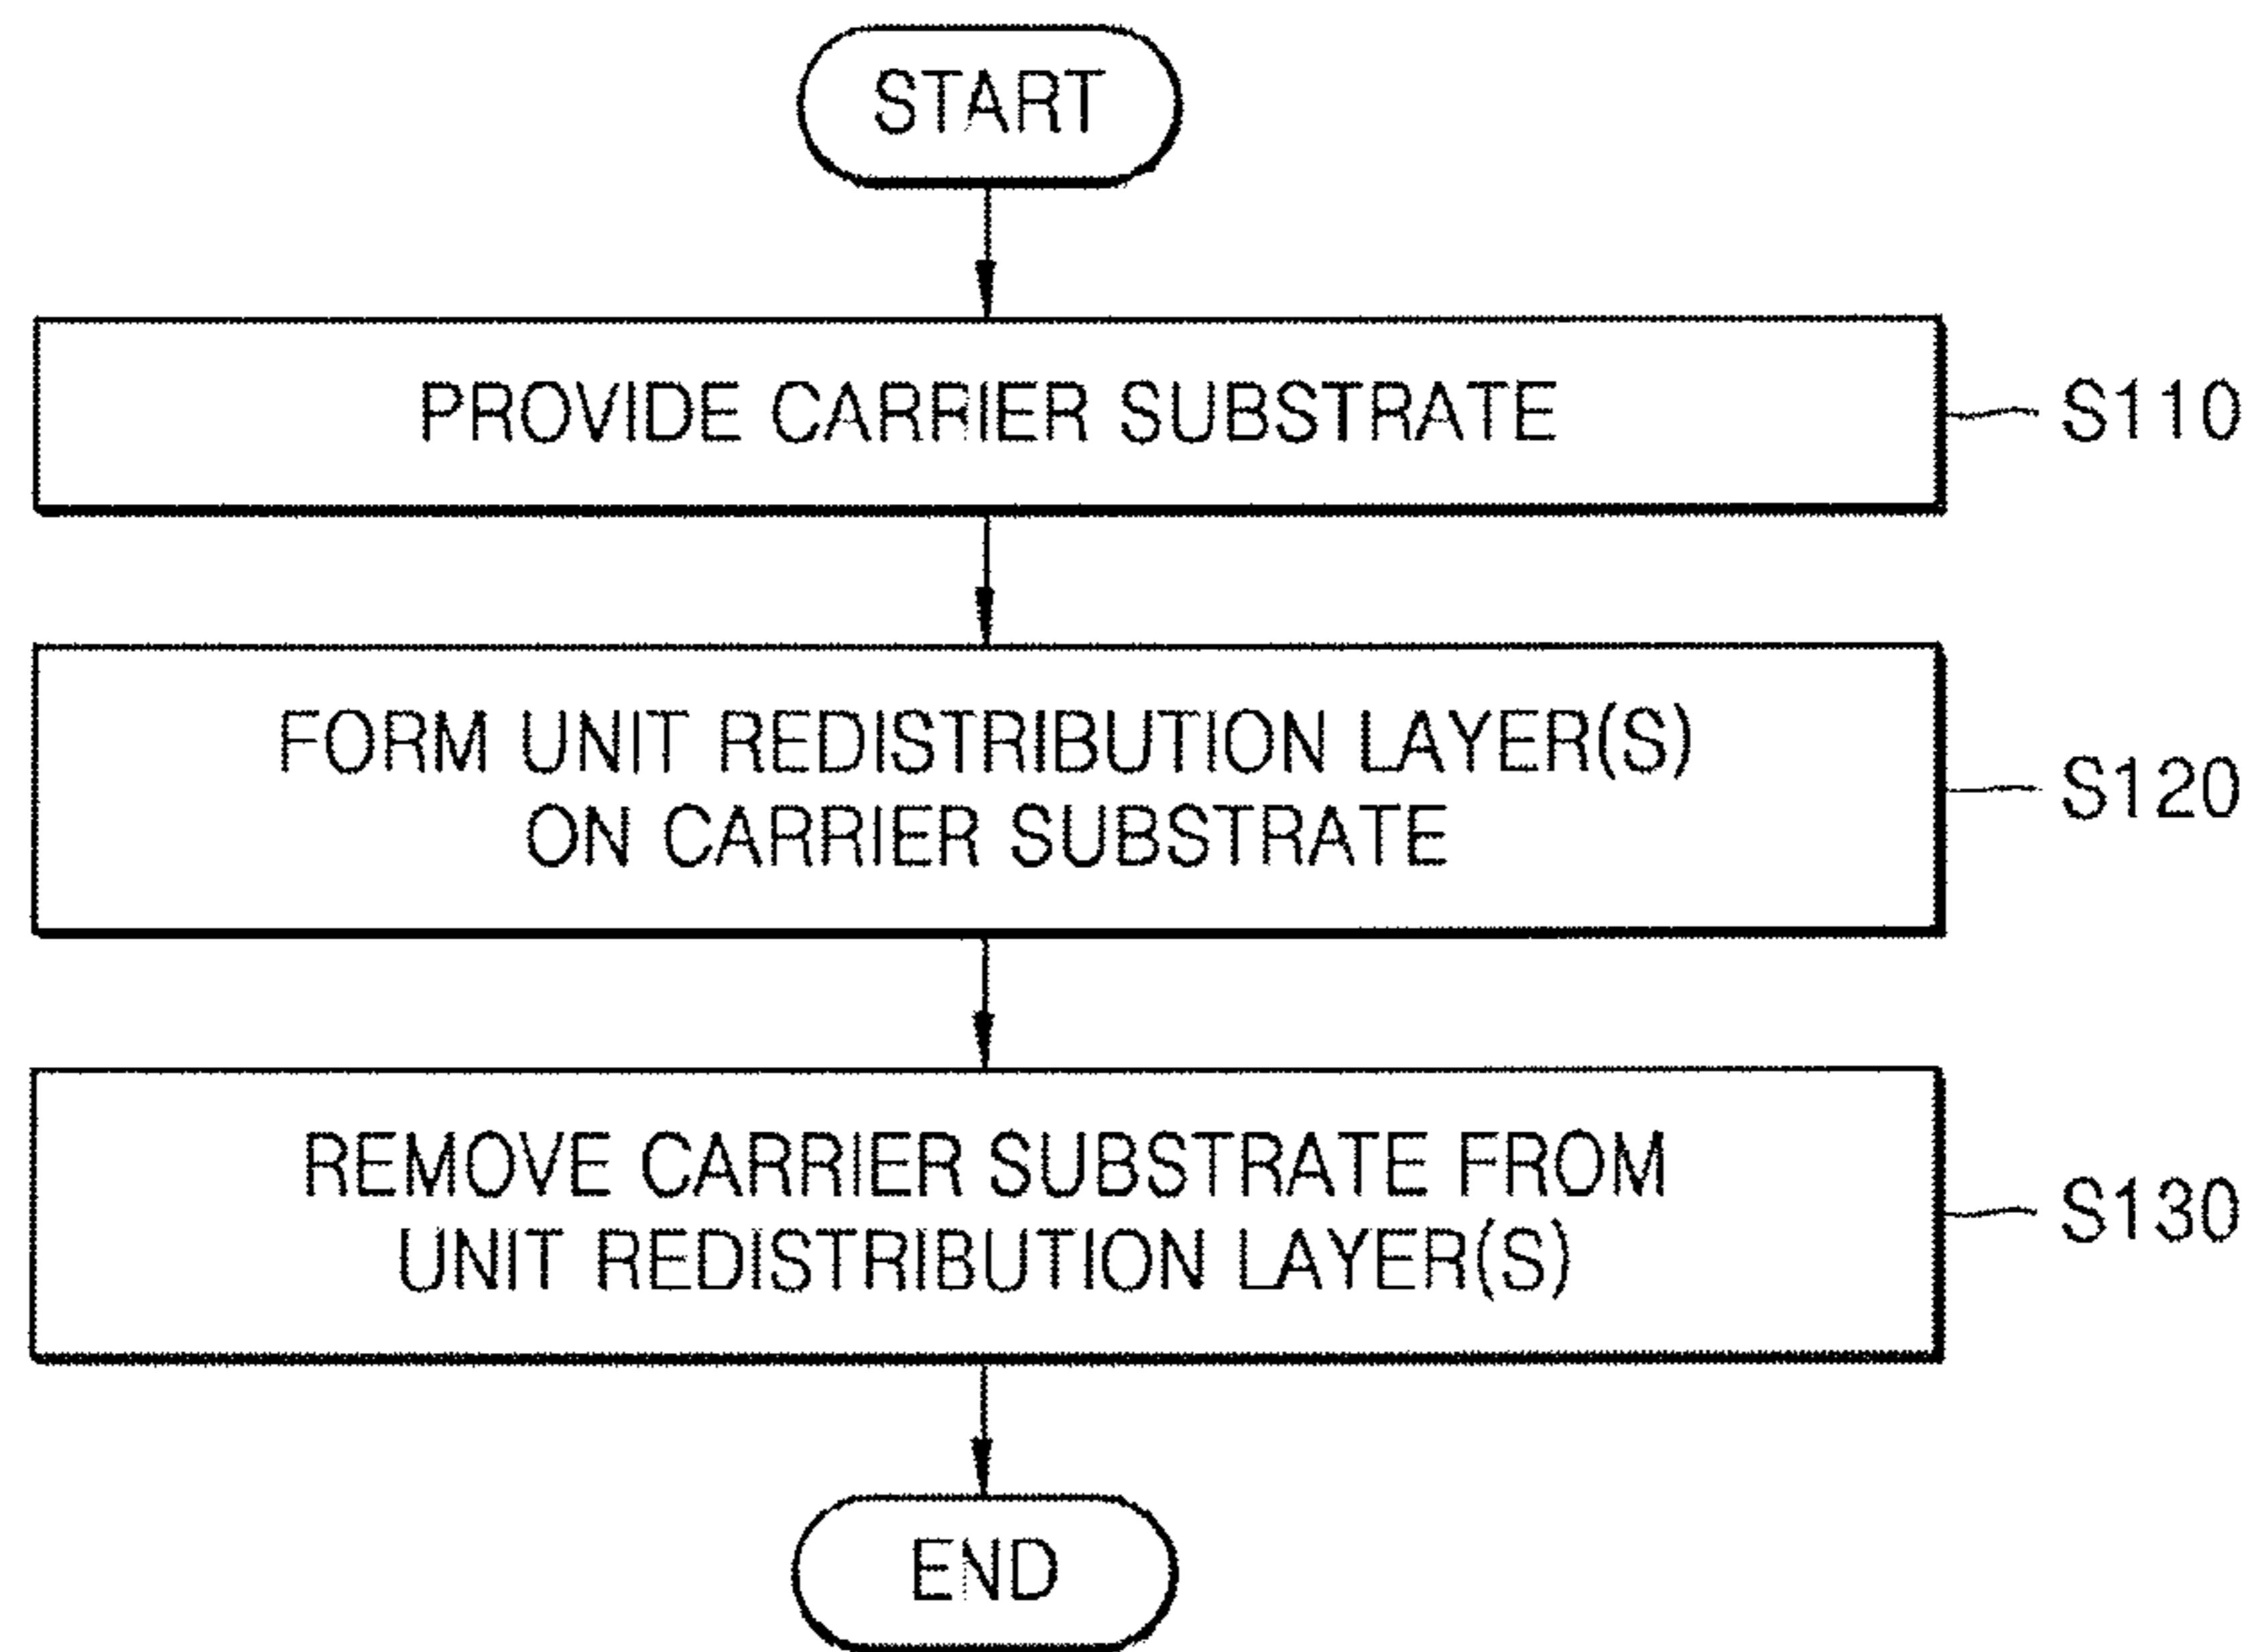 START
PROVIDE CARRIER SUBSTRATE
S110
FORM UNIT REDISTRIBUTION LAYER(S)
ON CARRIER SUBSTRATE
S120
REMOVE CARRIER SUBSTRATE FROM
UNIT REDISTRIBUTION LAYER(S)
S130
END